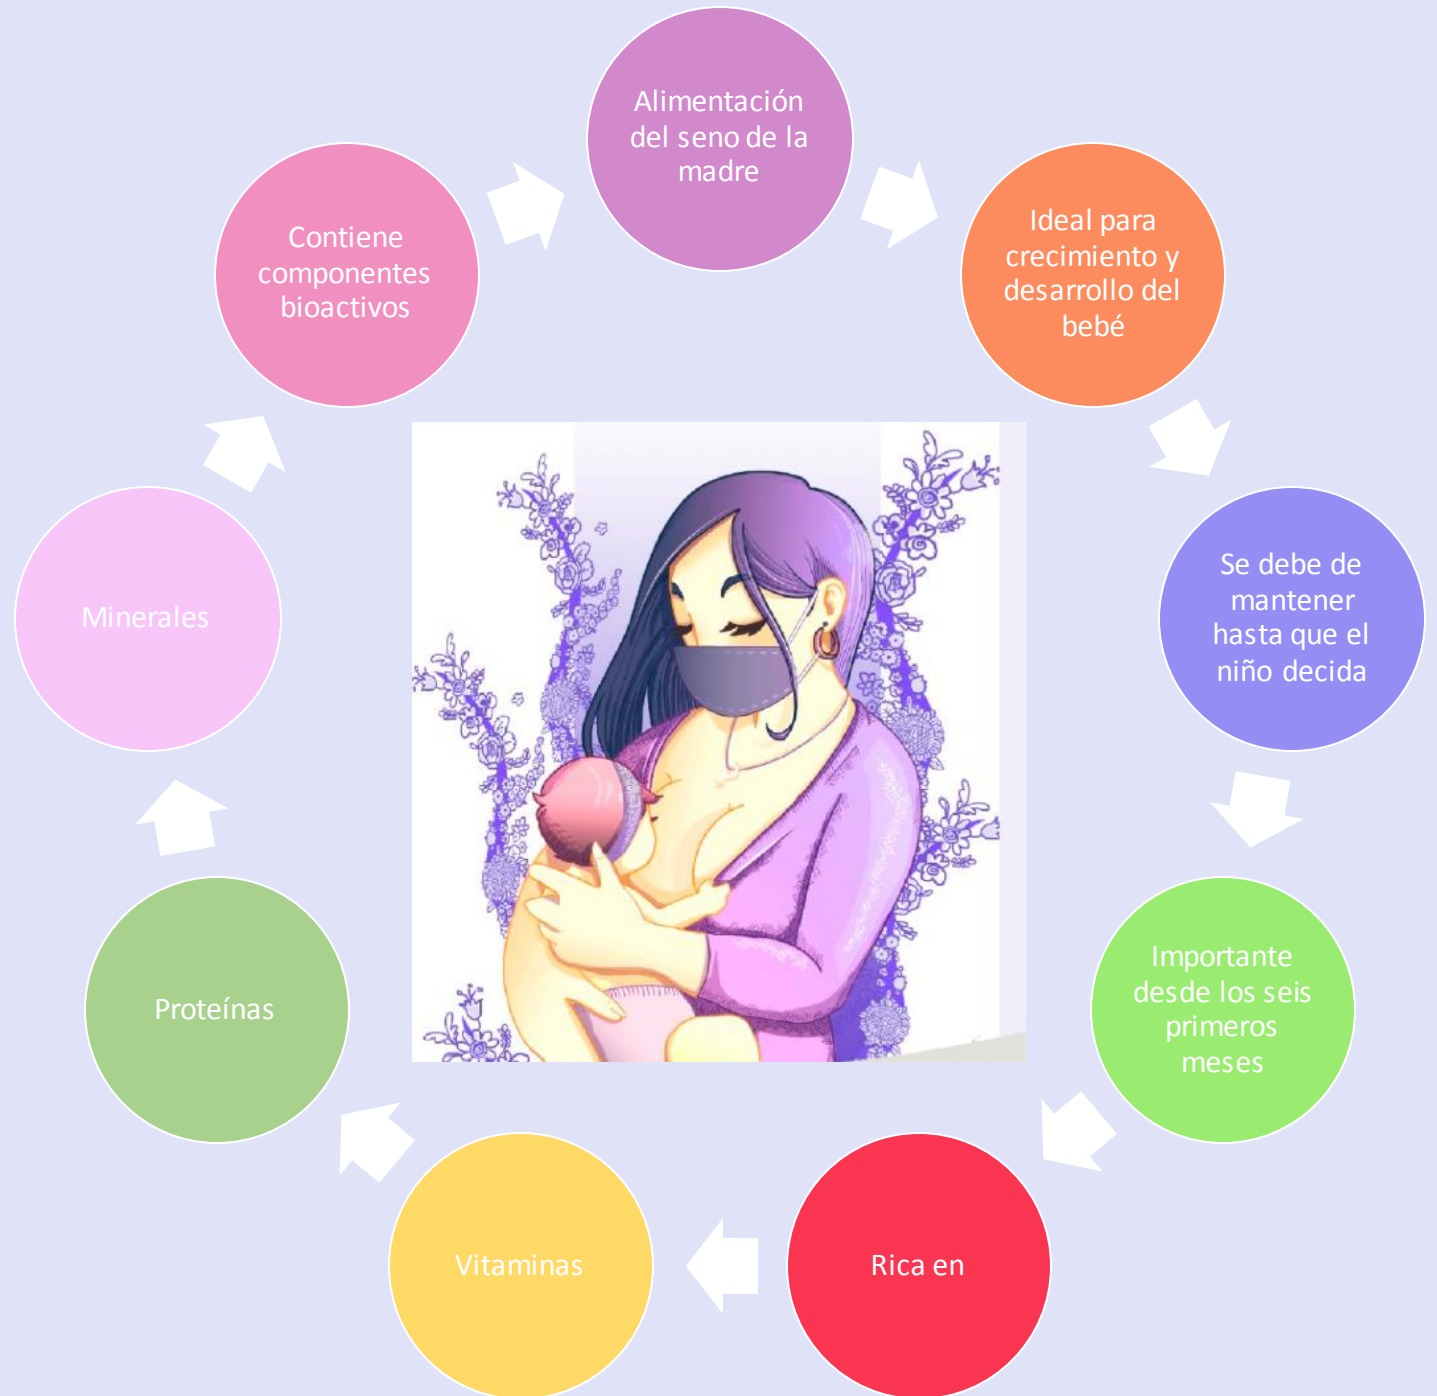 Alimentación
del seno de la
madre
Ideal para
crecimiento y
desarrollo del
bebé
Se debe de
mantener
hasta que el
niño decida
Importante
desde los seis
primeros
meses
Rica en
Vitaminas
Proteínas
Minerales
Contiene
componentes
bioactivos